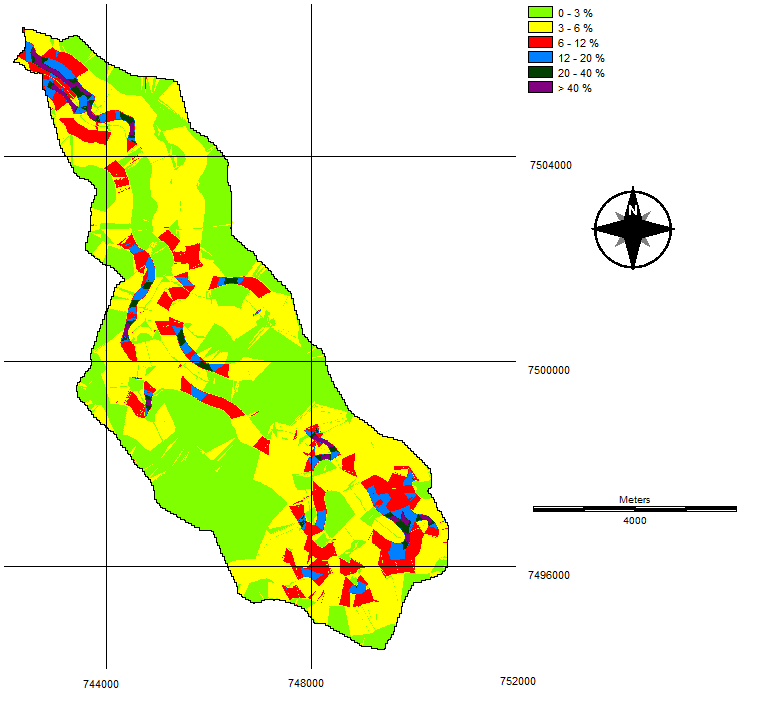 0 - 3 %
3 - 6 %
6 - 12 %
12 - 20 %
20 - 40 %
> 40 %
7504000
N
7500000
Meters
4000
7496000
744000
748000
752000